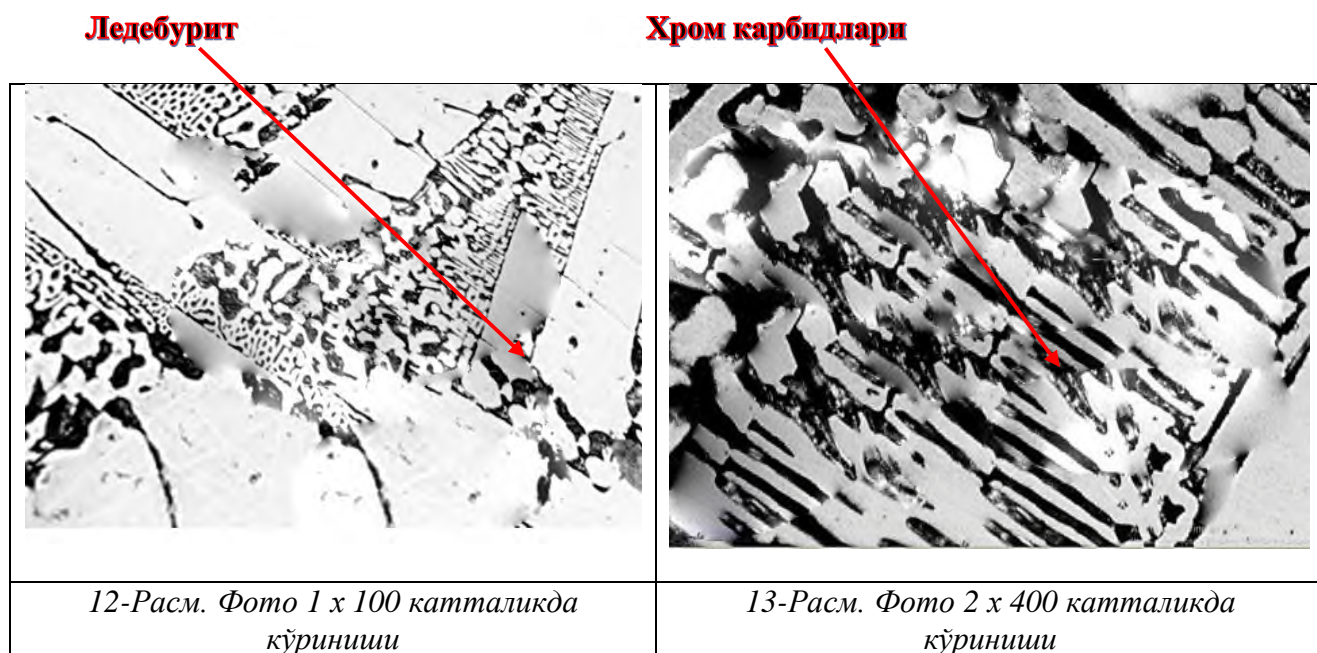 Ледебурит
Хром карбидлари
12-Расм. Фото 1 х 100 катталикда
кўриниши
13-Расм. Фото 2 х 400 катталикда
кўриниши